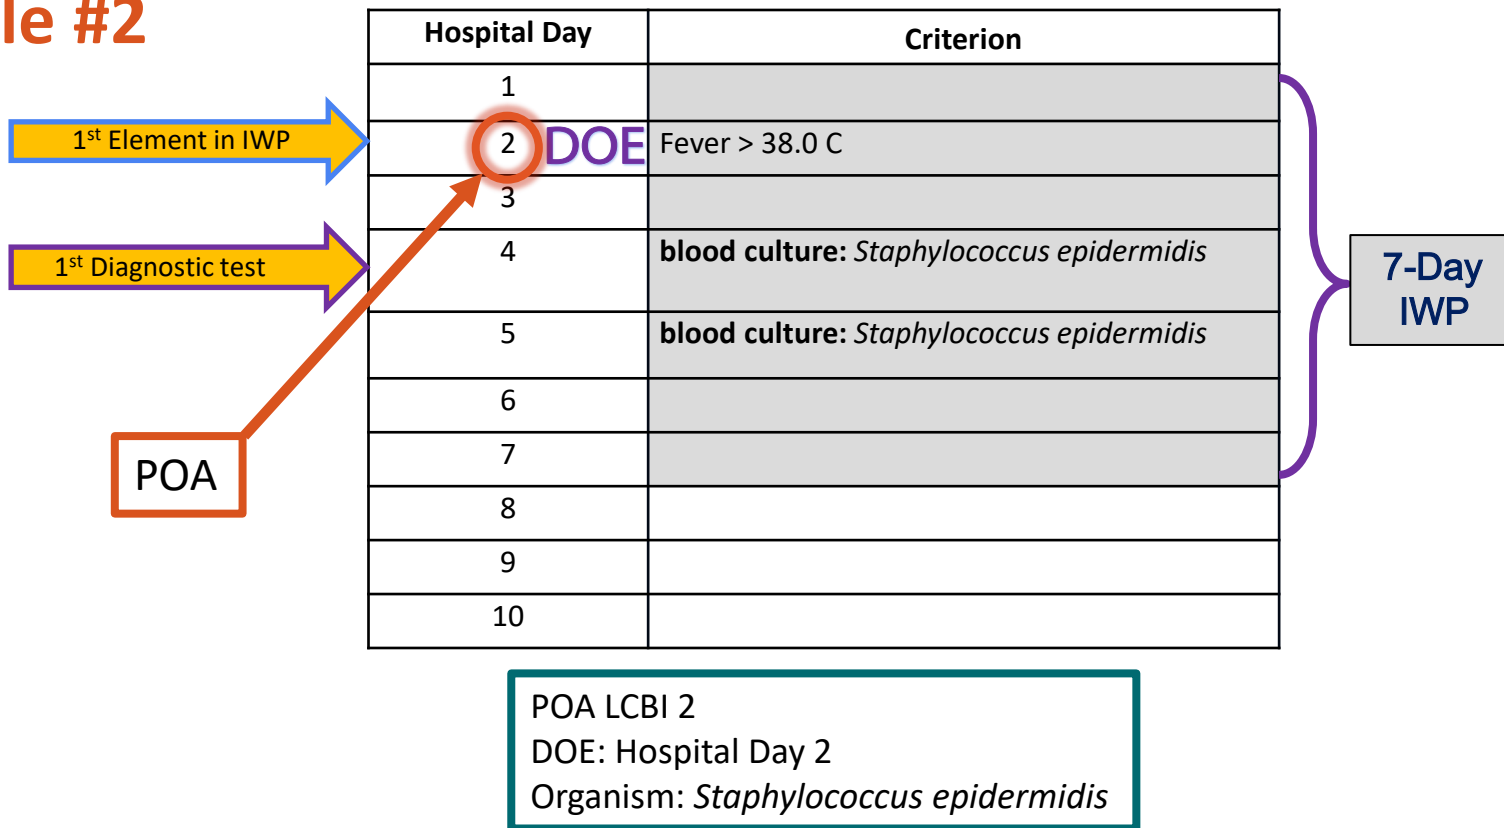 le #2
Hospital Day Criterion
1
1st Element in IWP 2 DOE Fever > 38.0 C
3
1st Diagnostic test 4 blood culture: Staphylococcus epidermidis
7-Day
IWP
5 blood culture: Staphylococcus epidermidis
6
7
POA
8
9
10
POA LCBI 2
DOE: Hospital Day 2
Organism: Staphylococcus epidermidis